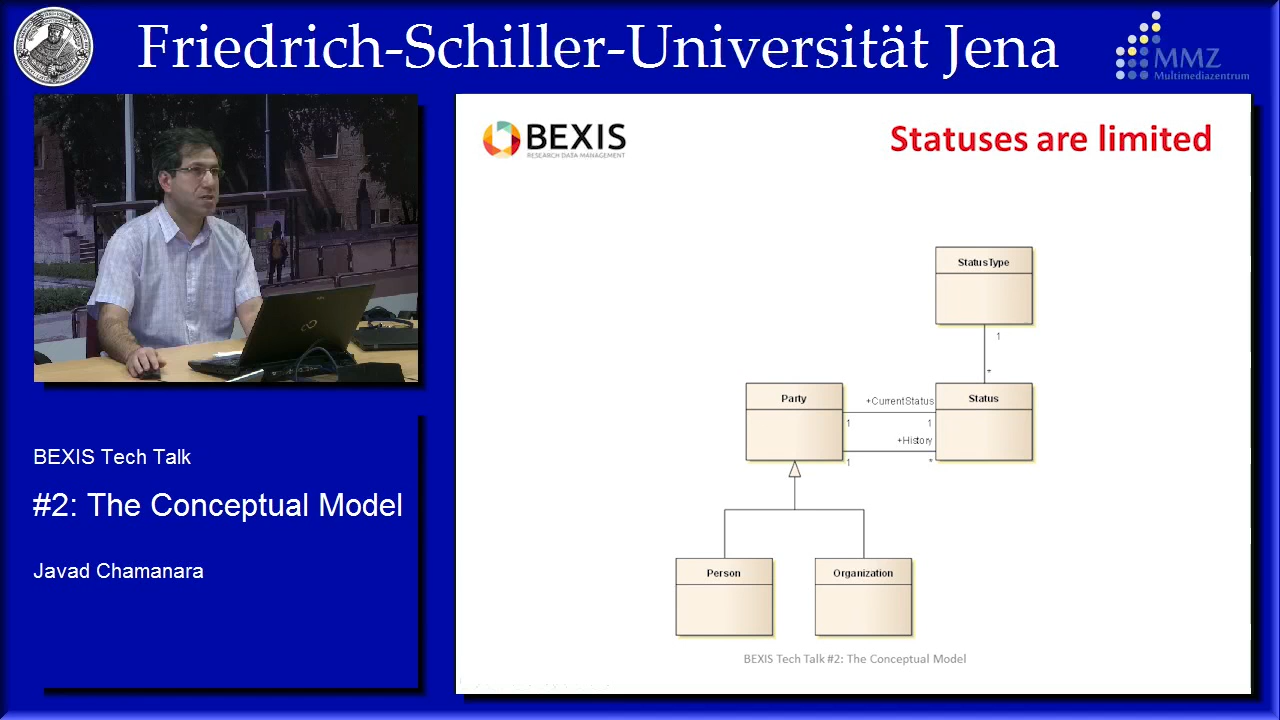 Friedrich-Schiller-Universität Jena
MMZ
Multimediazentrum
BEXIS
RESEARCH DATA MANAGEMENT
Statuses are limited
StatusType
1
*
Party
+CurrentStatus
Status
1
1
+History
1
*
Person
Organization
BEXIS Tech Talk #2: The Conceptual Model
BEXIS Tech Talk
#2: The Conceptual Model
Javad Chamanara